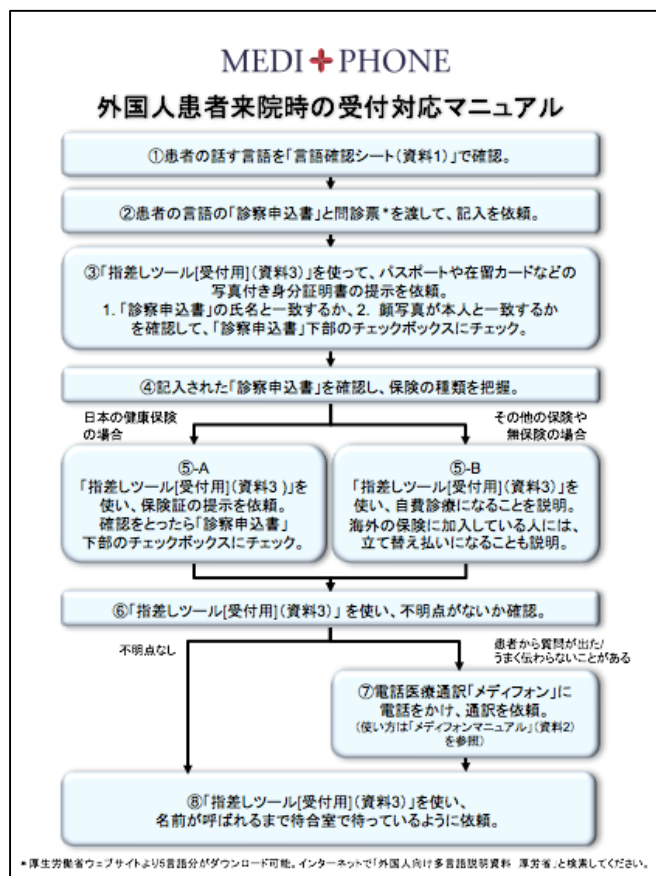 MEDI+PHONE
外国人患者来院時の受付対応マニュアル
①患者の話す言語を「言語確認シート(資料1)」で確認。
②患者の言語の「診察申込書」と問診票*を渡して、記入を依頼。
③「指差しツール[受付用](資料3)」を使って、パスポートや在留カードなどの
写真付き身分証明書の提示を依頼。
1.「診察申込書」の氏名と一致するか、2. 顔写真が本人と一致するか
を確認して、「診察申込書」下部のチェックボックスにチェック。
④記入された「診察申込書」を確認し、保険の種類を把握。
日本の健康保険
の場合
その他の保険や
無保険の場合
⑤-A
「指差しツール[受付用](資料3 )」を
使い、保険証の提示を依頼。
確認をとったら「診察申込書」
下部のチェックボックスにチェック。
⑤-B
「指差しツール[受付用](資料3)」を
使い、自費診療になることを説明。
海外の保険に加入している人には、
立て替え払いになることも説明。
⑥「指差しツール[受付用](資料3)」 を使い、不明点がないか確認。
不明点なし
患者から質問が出た/
うまく伝わらないことがある
⑦電話医療通訳「メディフォン」に
電話をかけ、通訳を依頼。
(使い方は「メディフォンマニュアル」(資料2)
を参照)
⑧「指差しツール[受付用](資料3)」を使い、
名前が呼ばれるまで待合室で待っているように依頼。
*厚生労働省ウェブサイトより5言語分がダウンロード可能。インターネットで「外国人向け多言語説明資料 厚労省」と検索してください。